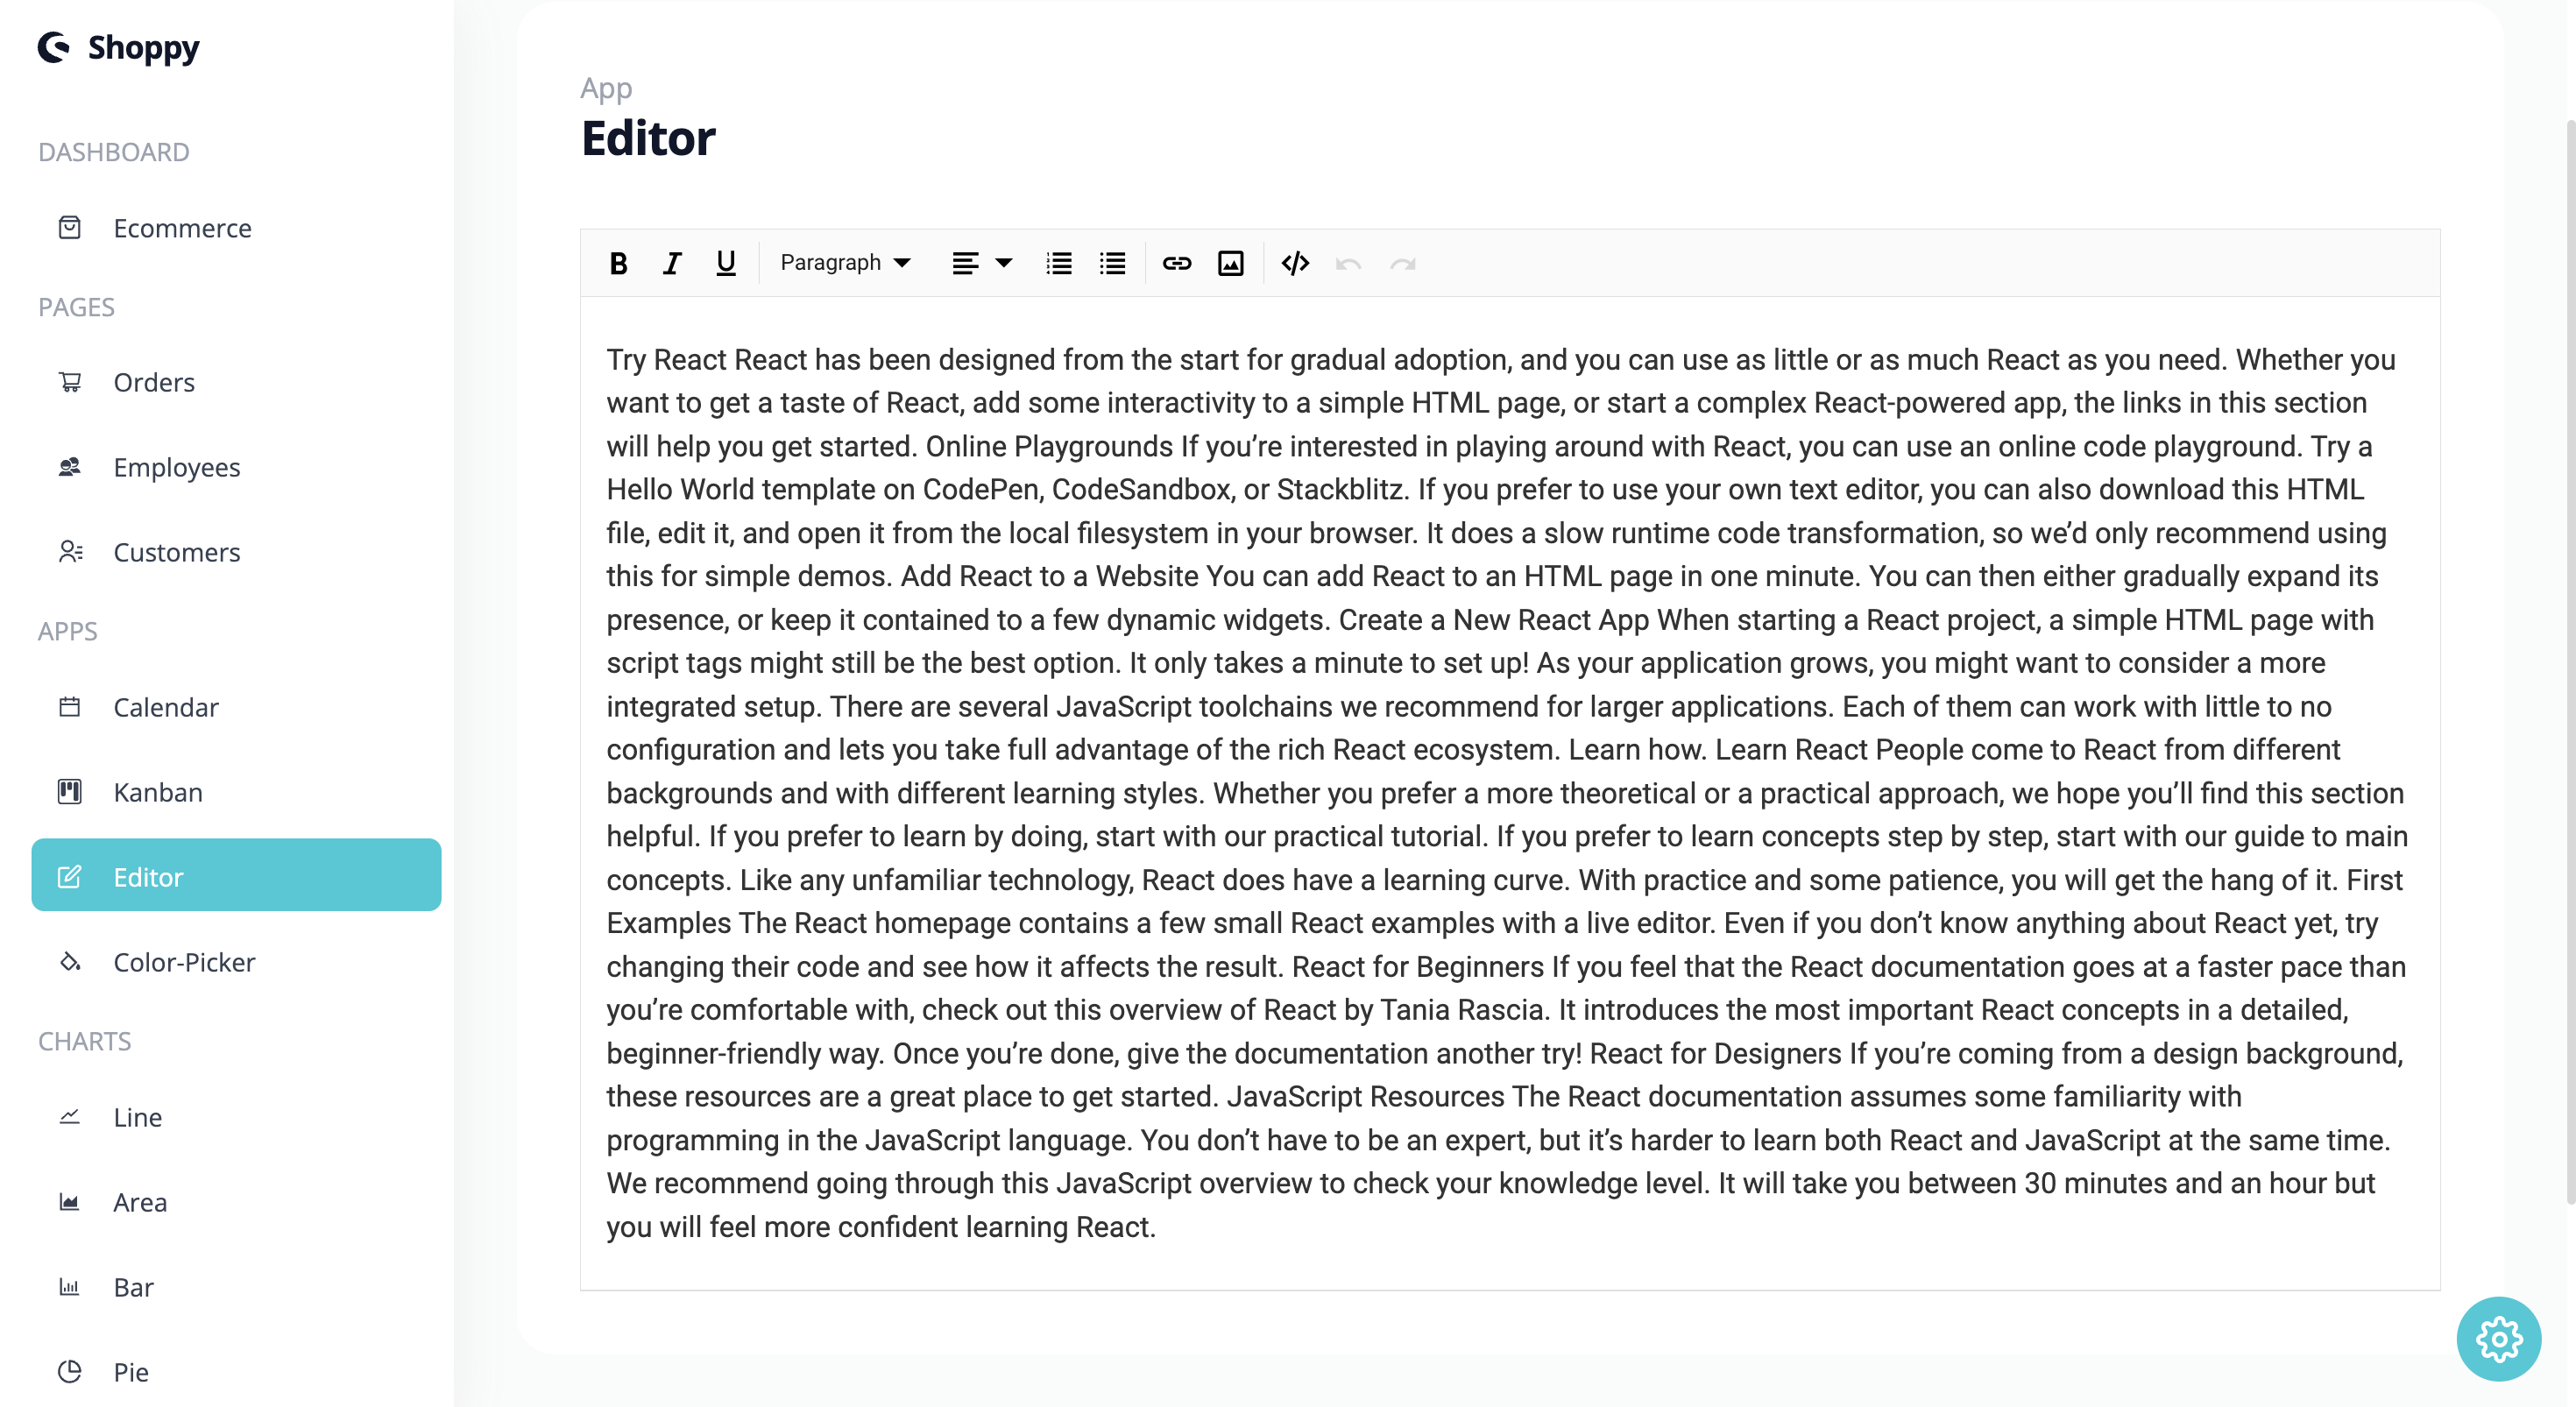 Shoppy
DASHBOARD
Ecommerce
PAGES
Orders
Employees
Customers
APPS
Calendar
Kanban
Editor
Color-Picker
CHARTS
Line
Area
Bar
Pie
App
Editor
B I U Paragraph
Try React React has been designed from the start for gradual adoption, and you can use as little or as much React as you need. Whether you
want to get a taste of React, add some interactivity to a simple HTML page, or start a complex React-powered app, the links in this section
will help you get started. Online Playgrounds If you’re interested in playing around with React, you can use an online code playground. Try a
Hello World template on CodePen, CodeSandbox, or Stackblitz. If you prefer to use your own text editor, you can also download this HTML
file, edit it, and open it from the local filesystem in your browser. It does a slow runtime code transformation, so we’d only recommend using
this for simple demos. Add React to a Website You can add React to an HTML page in one minute. You can then either gradually expand its
presence, or keep it contained to a few dynamic widgets. Create a New React App When starting a React project, a simple HTML page with
script tags might still be the best option. It only takes a minute to set up! As your application grows, you might want to consider a more
integrated setup. There are several JavaScript toolchains we recommend for larger applications. Each of them can work with little to no
configuration and lets you take full advantage of the rich React ecosystem. Learn how. Learn React People come to React from different
backgrounds and with different learning styles. Whether you prefer a more theoretical or a practical approach, we hope you’ll find this section
helpful. If you prefer to learn by doing, start with our practical tutorial. If you prefer to learn concepts step by step, start with our guide to main
concepts. Like any unfamiliar technology, React does have a learning curve. With practice and some patience, you will get the hang of it. First
Examples The React homepage contains a few small React examples with a live editor. Even if you don’t know anything about React yet, try
changing their code and see how it affects the result. React for Beginners If you feel that the React documentation goes at a faster pace than
you’re comfortable with, check out this overview of React by Tania Rascia. It introduces the most important React concepts in a detailed,
beginner-friendly way. Once you’re done, give the documentation another try! React for Designers If you’re coming from a design background,
these resources are a great place to get started. JavaScript Resources The React documentation assumes some familiarity with
programming in the JavaScript language. You don’t have to be an expert, but it’s harder to learn both React and JavaScript at the same time.
We recommend going through this JavaScript overview to check your knowledge level. It will take you between 30 minutes and an hour but
you will feel more confident learning React.